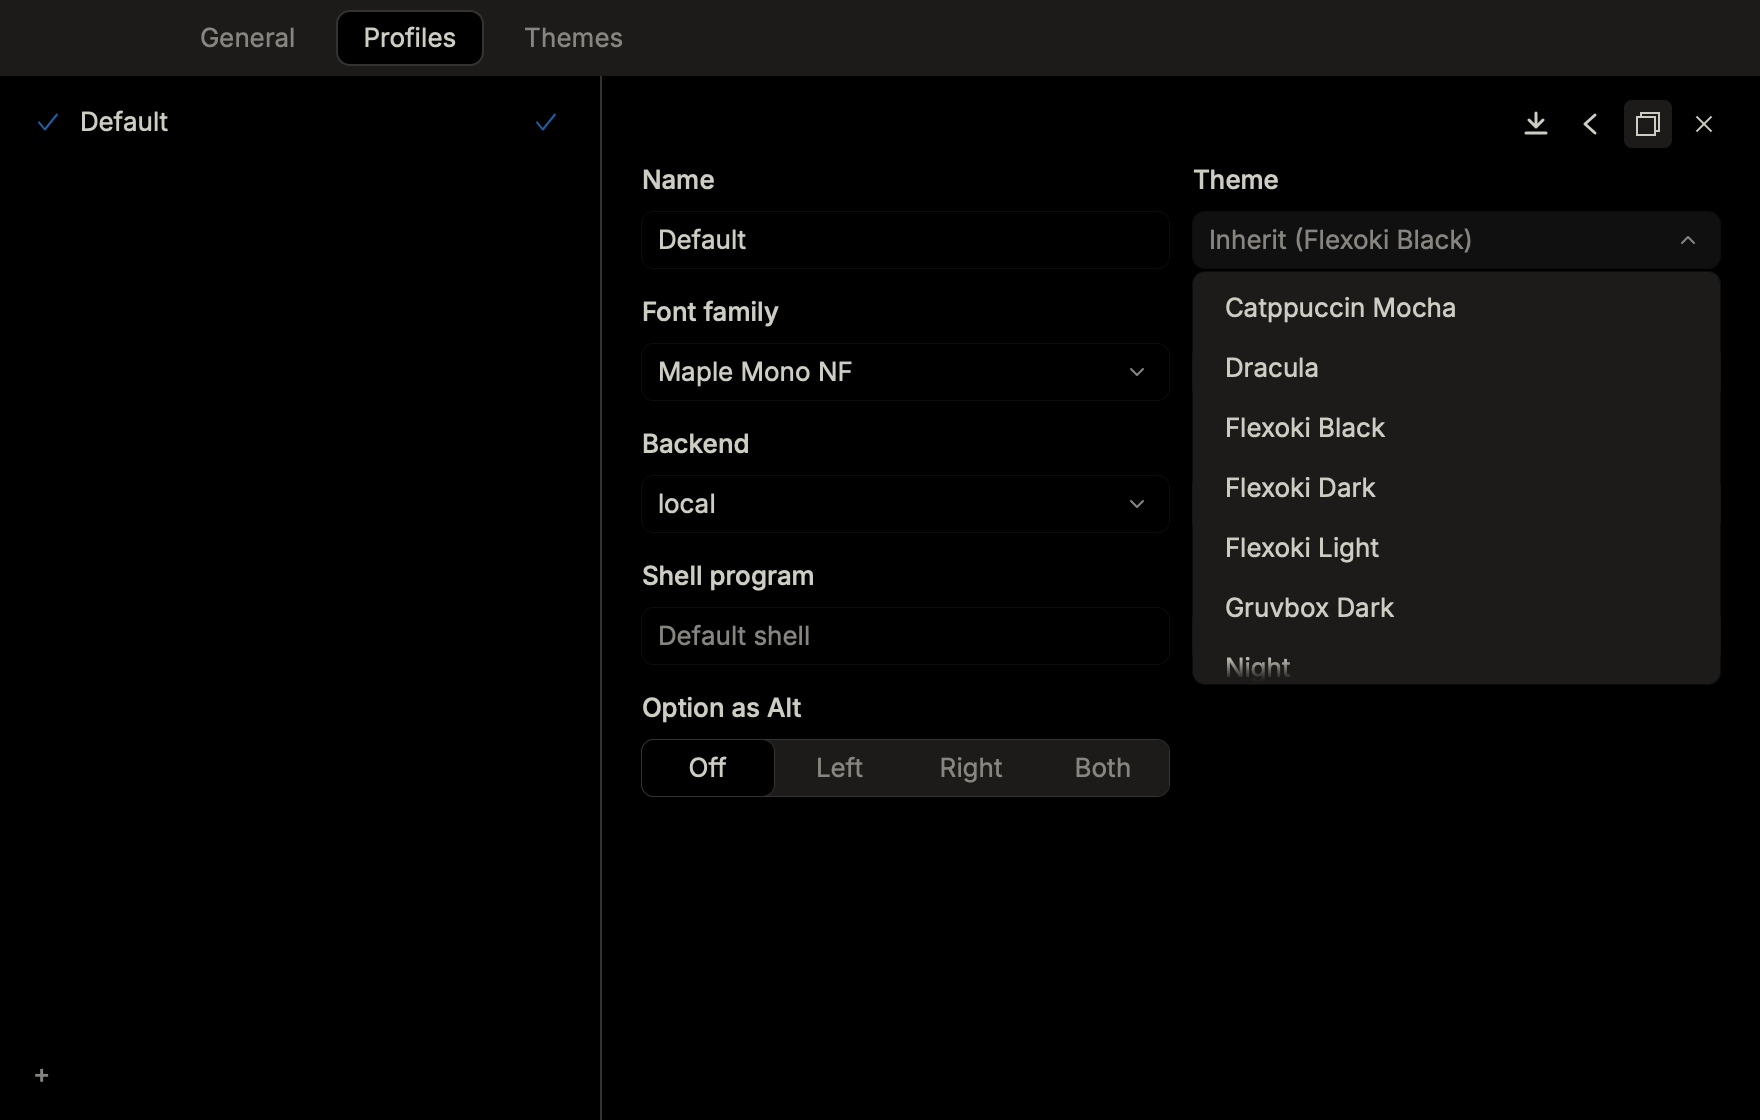 General
Profiles
Themes
Default
Name
Default
Font family
Maple Mono NF
Backend
local
Shell program
Default shell
Option as Alt
Off
Left
Right
Both
Theme
Inherit (Flexoki Black)
Catppuccin Mocha
Dracula
Flexoki Black
Flexoki Dark
Flexoki Light
Gruvbox Dark
Night
+